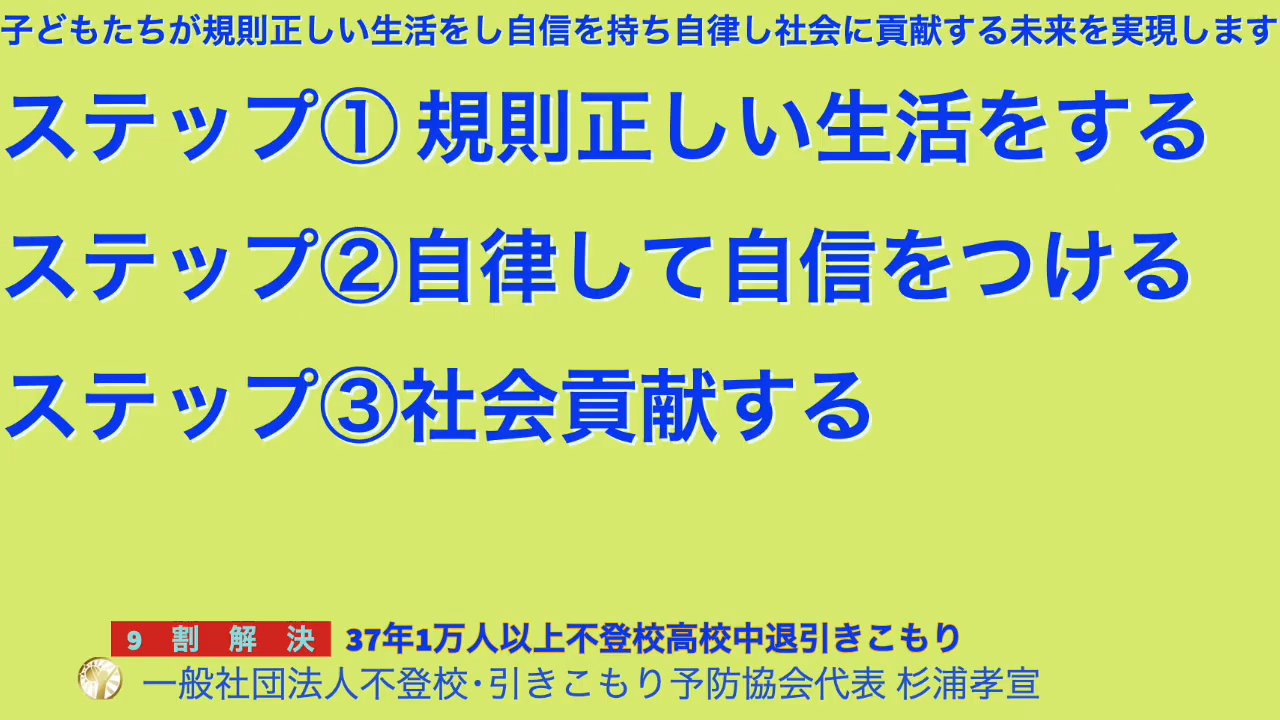 子どもたちが規則正しい生活をし自信を持ち自律し社会に貢献する未来を実現します
ステップ① 規則正しい生活をする
ステップ②自律して自信をつける
ステップ③社会貢献する
9 割 解 決 37年1万人以上不登校高校中退引きこもり
一般社団法人不登校･引きこもり予防協会代表 杉浦孝宣